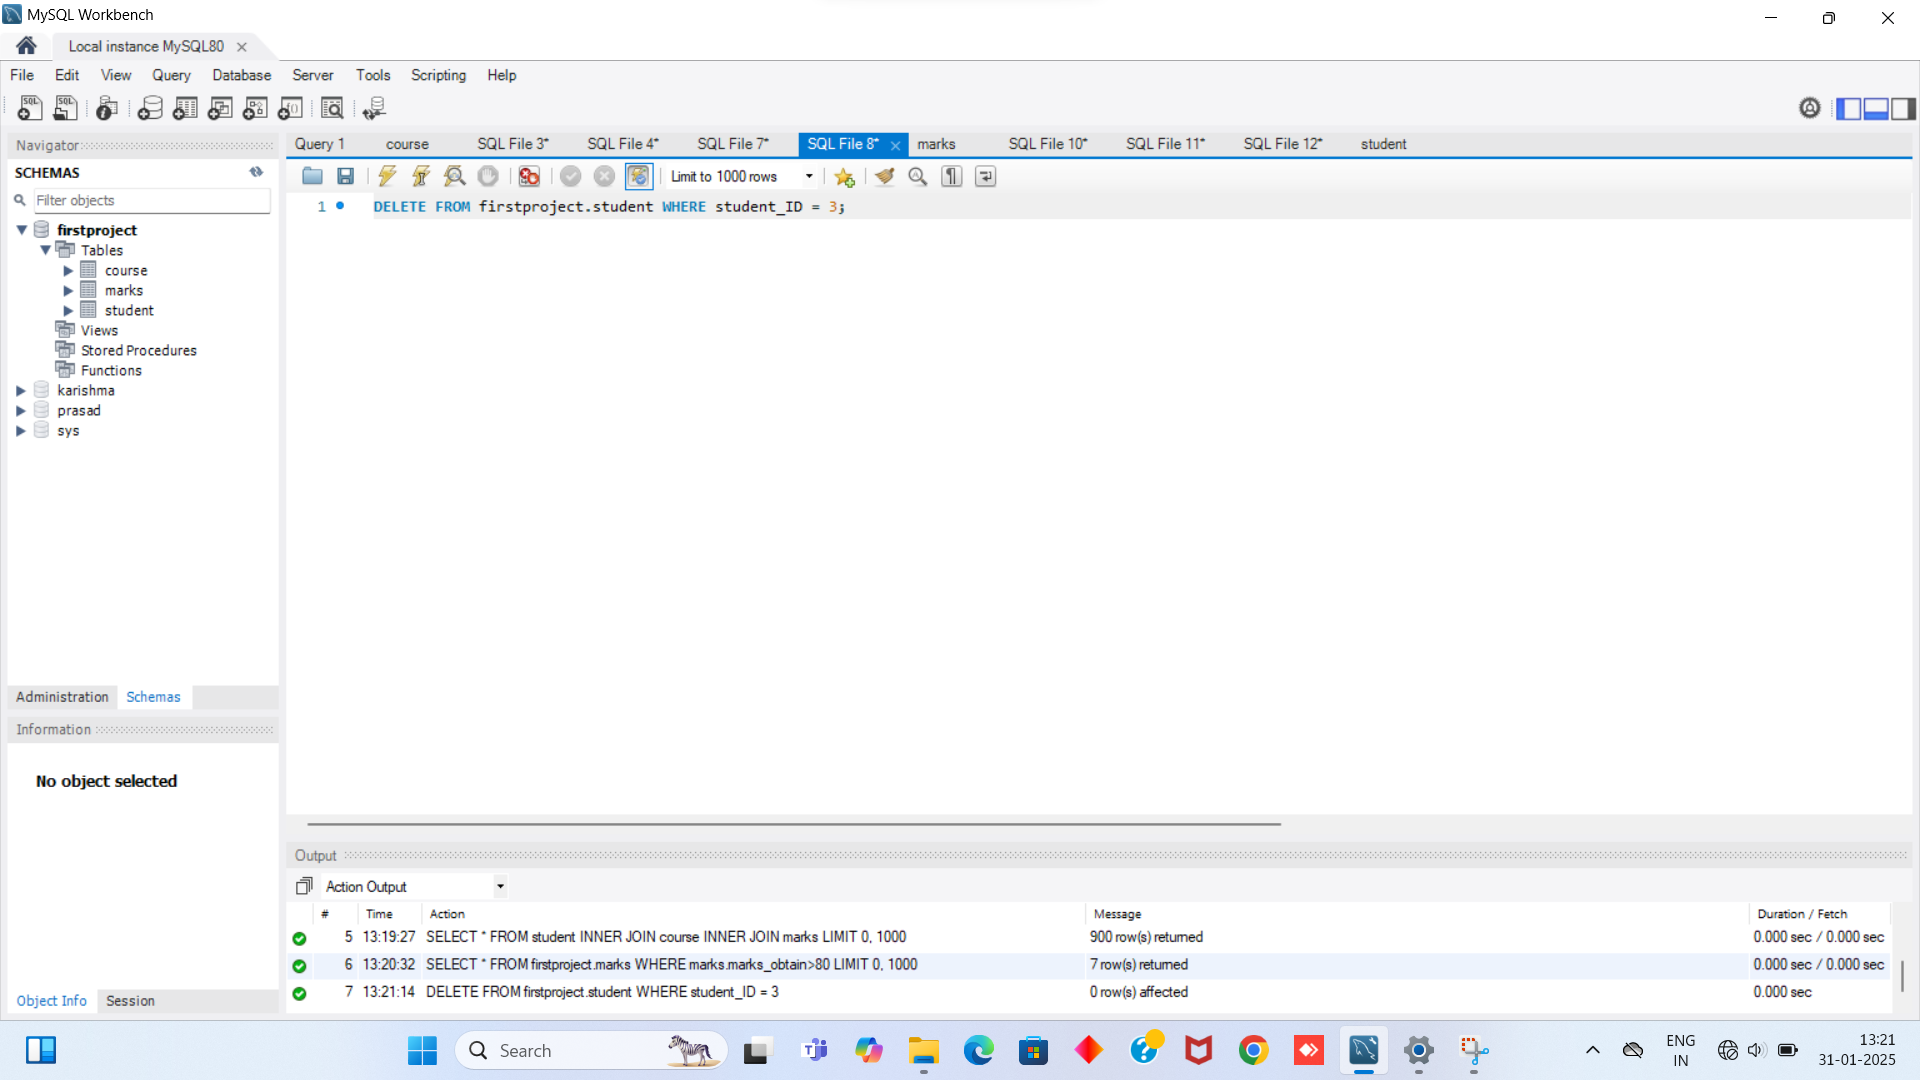 MySQL Workbench
Local instance MySQL80
File Edit View Query Database Server Tools Scripting Help
Navigator
SCHEMAS
Filter objects
firstproject
Tables
course
marks
student
Views
Stored Procedures
Functions
karishma
prasad
sys
Administration Schemas
Information
No object selected
Object Info Session
Query 1 course SQL File 3* SQL File 4* SQL File 7* SQL File 8* marks SQL File 10* SQL File 11* SQL File 12* student
Limit to 1000 rows
1 DELETE FROM firstproject.student WHERE student_ID = 3;
Output
Action Output
# Time Action Message Duration / Fetch
5 13:19:27 SELECT * FROM student INNER JOIN course INNER JOIN marks LIMIT 0, 1000 900 row(s) returned 0.000 sec / 0.000 sec
6 13:20:32 SELECT * FROM firstproject.marks WHERE marks.marks_obtain>80 LIMIT 0, 1000 7 row(s) returned 0.000 sec / 0.000 sec
7 13:21:14 DELETE FROM firstproject.student WHERE student_ID = 3 0 row(s) affected 0.000 sec
Search
ENG
IN
13:21
31-01-2025